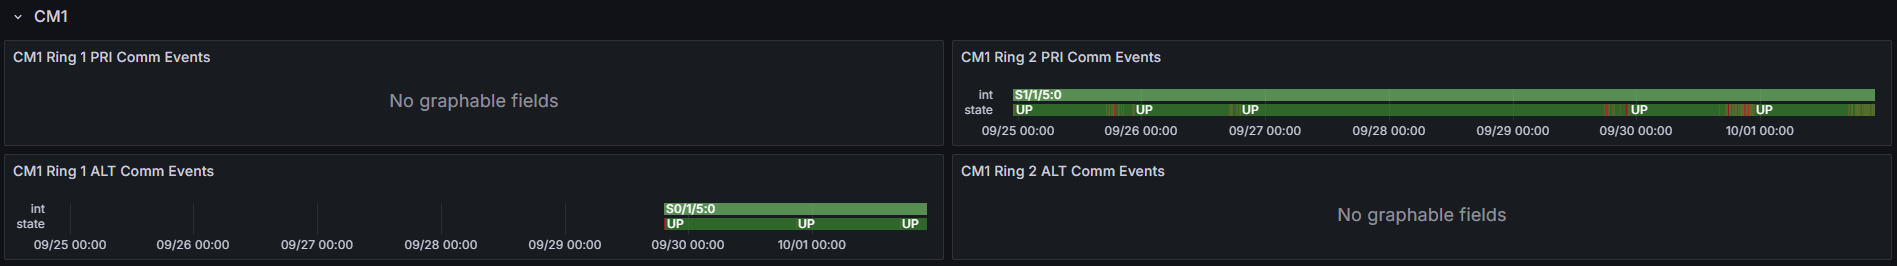 CM1
CM1 Ring 1 PRI Comm Events
No graphable fields
CM1 Ring 2 PRI Comm Events
int S1/1/5:0
state UP UP UP UP UP
09/25 00:00 09/26 00:00 09/27 00:00 09/28 00:00 09/29 00:00 09/30 00:00 10/01 00:00
CM1 Ring 1 ALT Comm Events
int S0/1/5:0
state UP UP UP
09/25 00:00 09/26 00:00 09/27 00:00 09/28 00:00 09/29 00:00 09/30 00:00 10/01 00:00
CM1 Ring 2 ALT Comm Events
No graphable fields